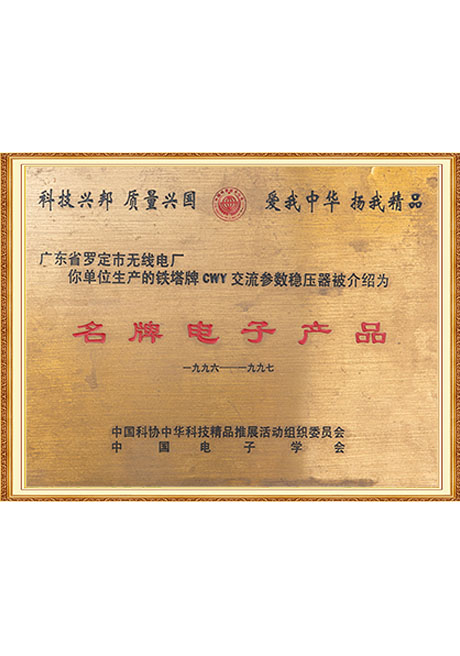 科技兴邦 质量兴国 爱我中华 扬我精品
广东省罗定市无线电厂
你单位生产的铁塔牌 CWY 交流参数稳压器被介绍为
名牌电子产品
一九九六——一九九七
中国科协中华科技精品推展活动组织委员会
中国电子学会